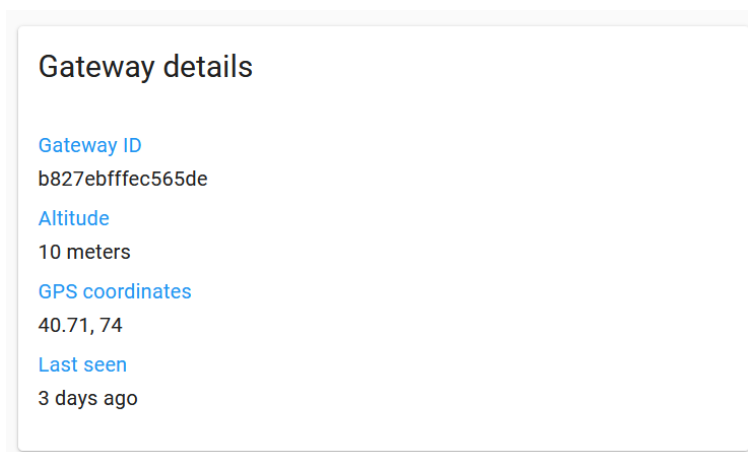 Gateway details
Gateway ID
b827ebfffec565de
Altitude
10 meters
GPS coordinates
40.71, 74
Last seen
3 days ago